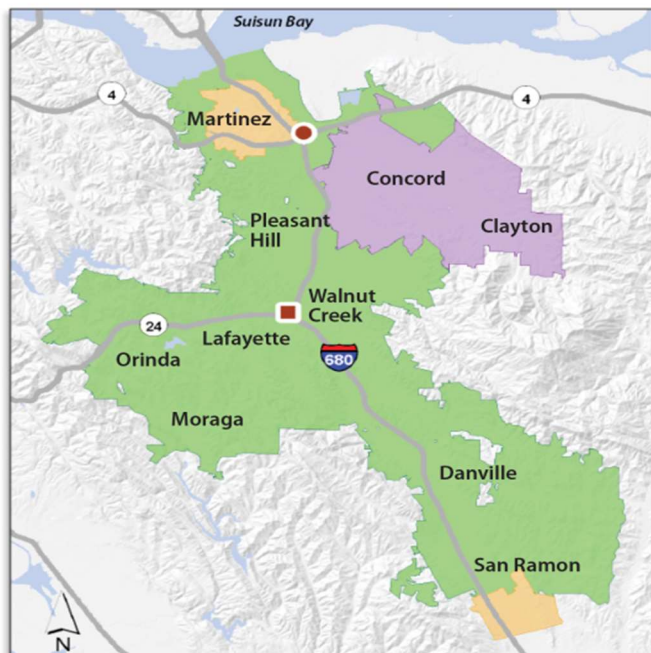 Suisun Bay
4
4
Martinez
Concord
Clayton
Pleasant
Hill
Walnut
Creek
24
Lafayette
680
Orinda
Moraga
Danville
San Ramon
N